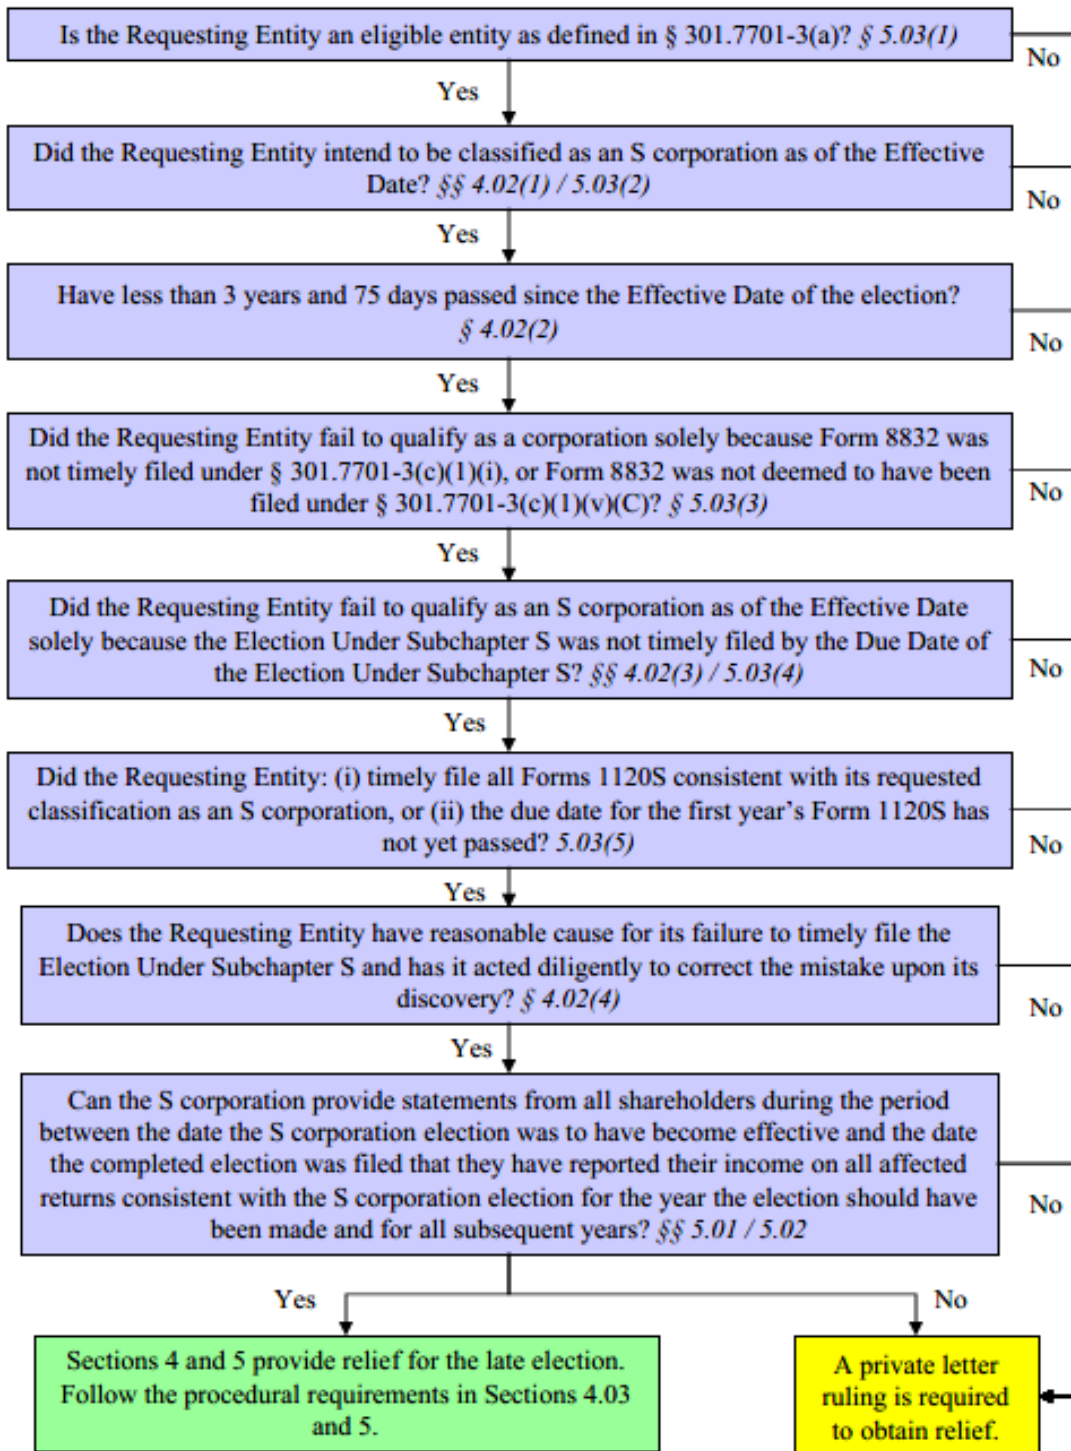 Is the Requesting Entity an eligible entity as defined in § 301.7701-3(a)? § 5.03(1)
No
Yes
Did the Requesting Entity intend to be classified as an S corporation as of the Effective
Date? §§ 4.02(1) / 5.03(2)
No
Yes
Have less than 3 years and 75 days passed since the Effective Date of the election?
§ 4.02(2)
No
Yes
Did the Requesting Entity fail to qualify as a corporation solely because Form 8832 was
not timely filed under § 301.7701-3(c)(1)(i), or Form 8832 was not deemed to have been
filed under § 301.7701-3(c)(1)(v)(C)? § 5.03(3)
No
Yes
Did the Requesting Entity fail to qualify as an S corporation as of the Effective Date
solely because the Election Under Subchapter S was not timely filed by the Due Date of
the Election Under Subchapter S? §§ 4.02(3) / 5.03(4)
No
Yes
Did the Requesting Entity: (i) timely file all Forms 1120S consistent with its requested
classification as an S corporation, or (ii) the due date for the first year's Form 1120S has
not yet passed? 5.03(5)
No
Yes
Does the Requesting Entity have reasonable cause for its failure to timely file the
Election Under Subchapter S and has it acted diligently to correct the mistake upon its
discovery? § 4.02(4)
No
Yes
Can the S corporation provide statements from all shareholders during the period
between the date the S corporation election was to have become effective and the date
the completed election was filed that they have reported their income on all affected
returns consistent with the S corporation election for the year the election should have
been made and for all subsequent years? §§ 5.01 / 5.02
No
Yes
No
Sections 4 and 5 provide relief for the late election.
Follow the procedural requirements in Sections 4.03
and 5.
A private letter
ruling is required
to obtain relief.